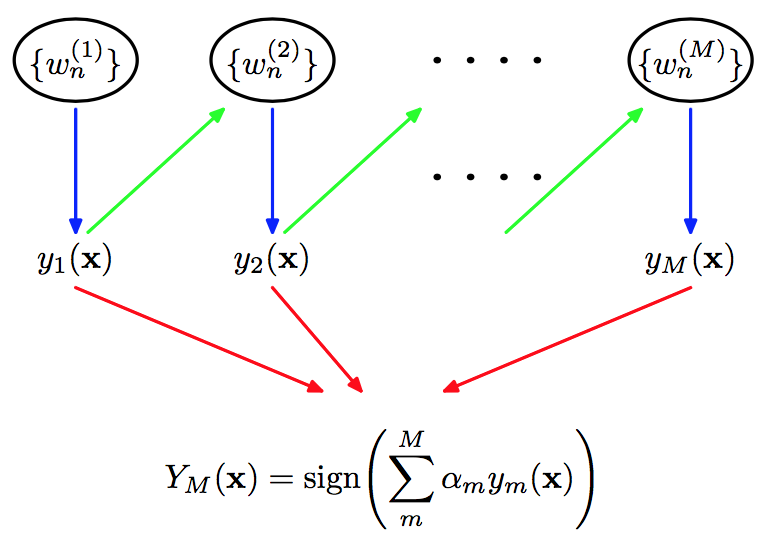 {w_n^{(1)}} {w_n^{(2)}} · · · · {w_n^{(M)}}
· · · ·
y_1(𝐱) y_2(𝐱) y_M(𝐱)
Y_M(𝐱) = sign(∑_m^M α_m y_m(𝐱))